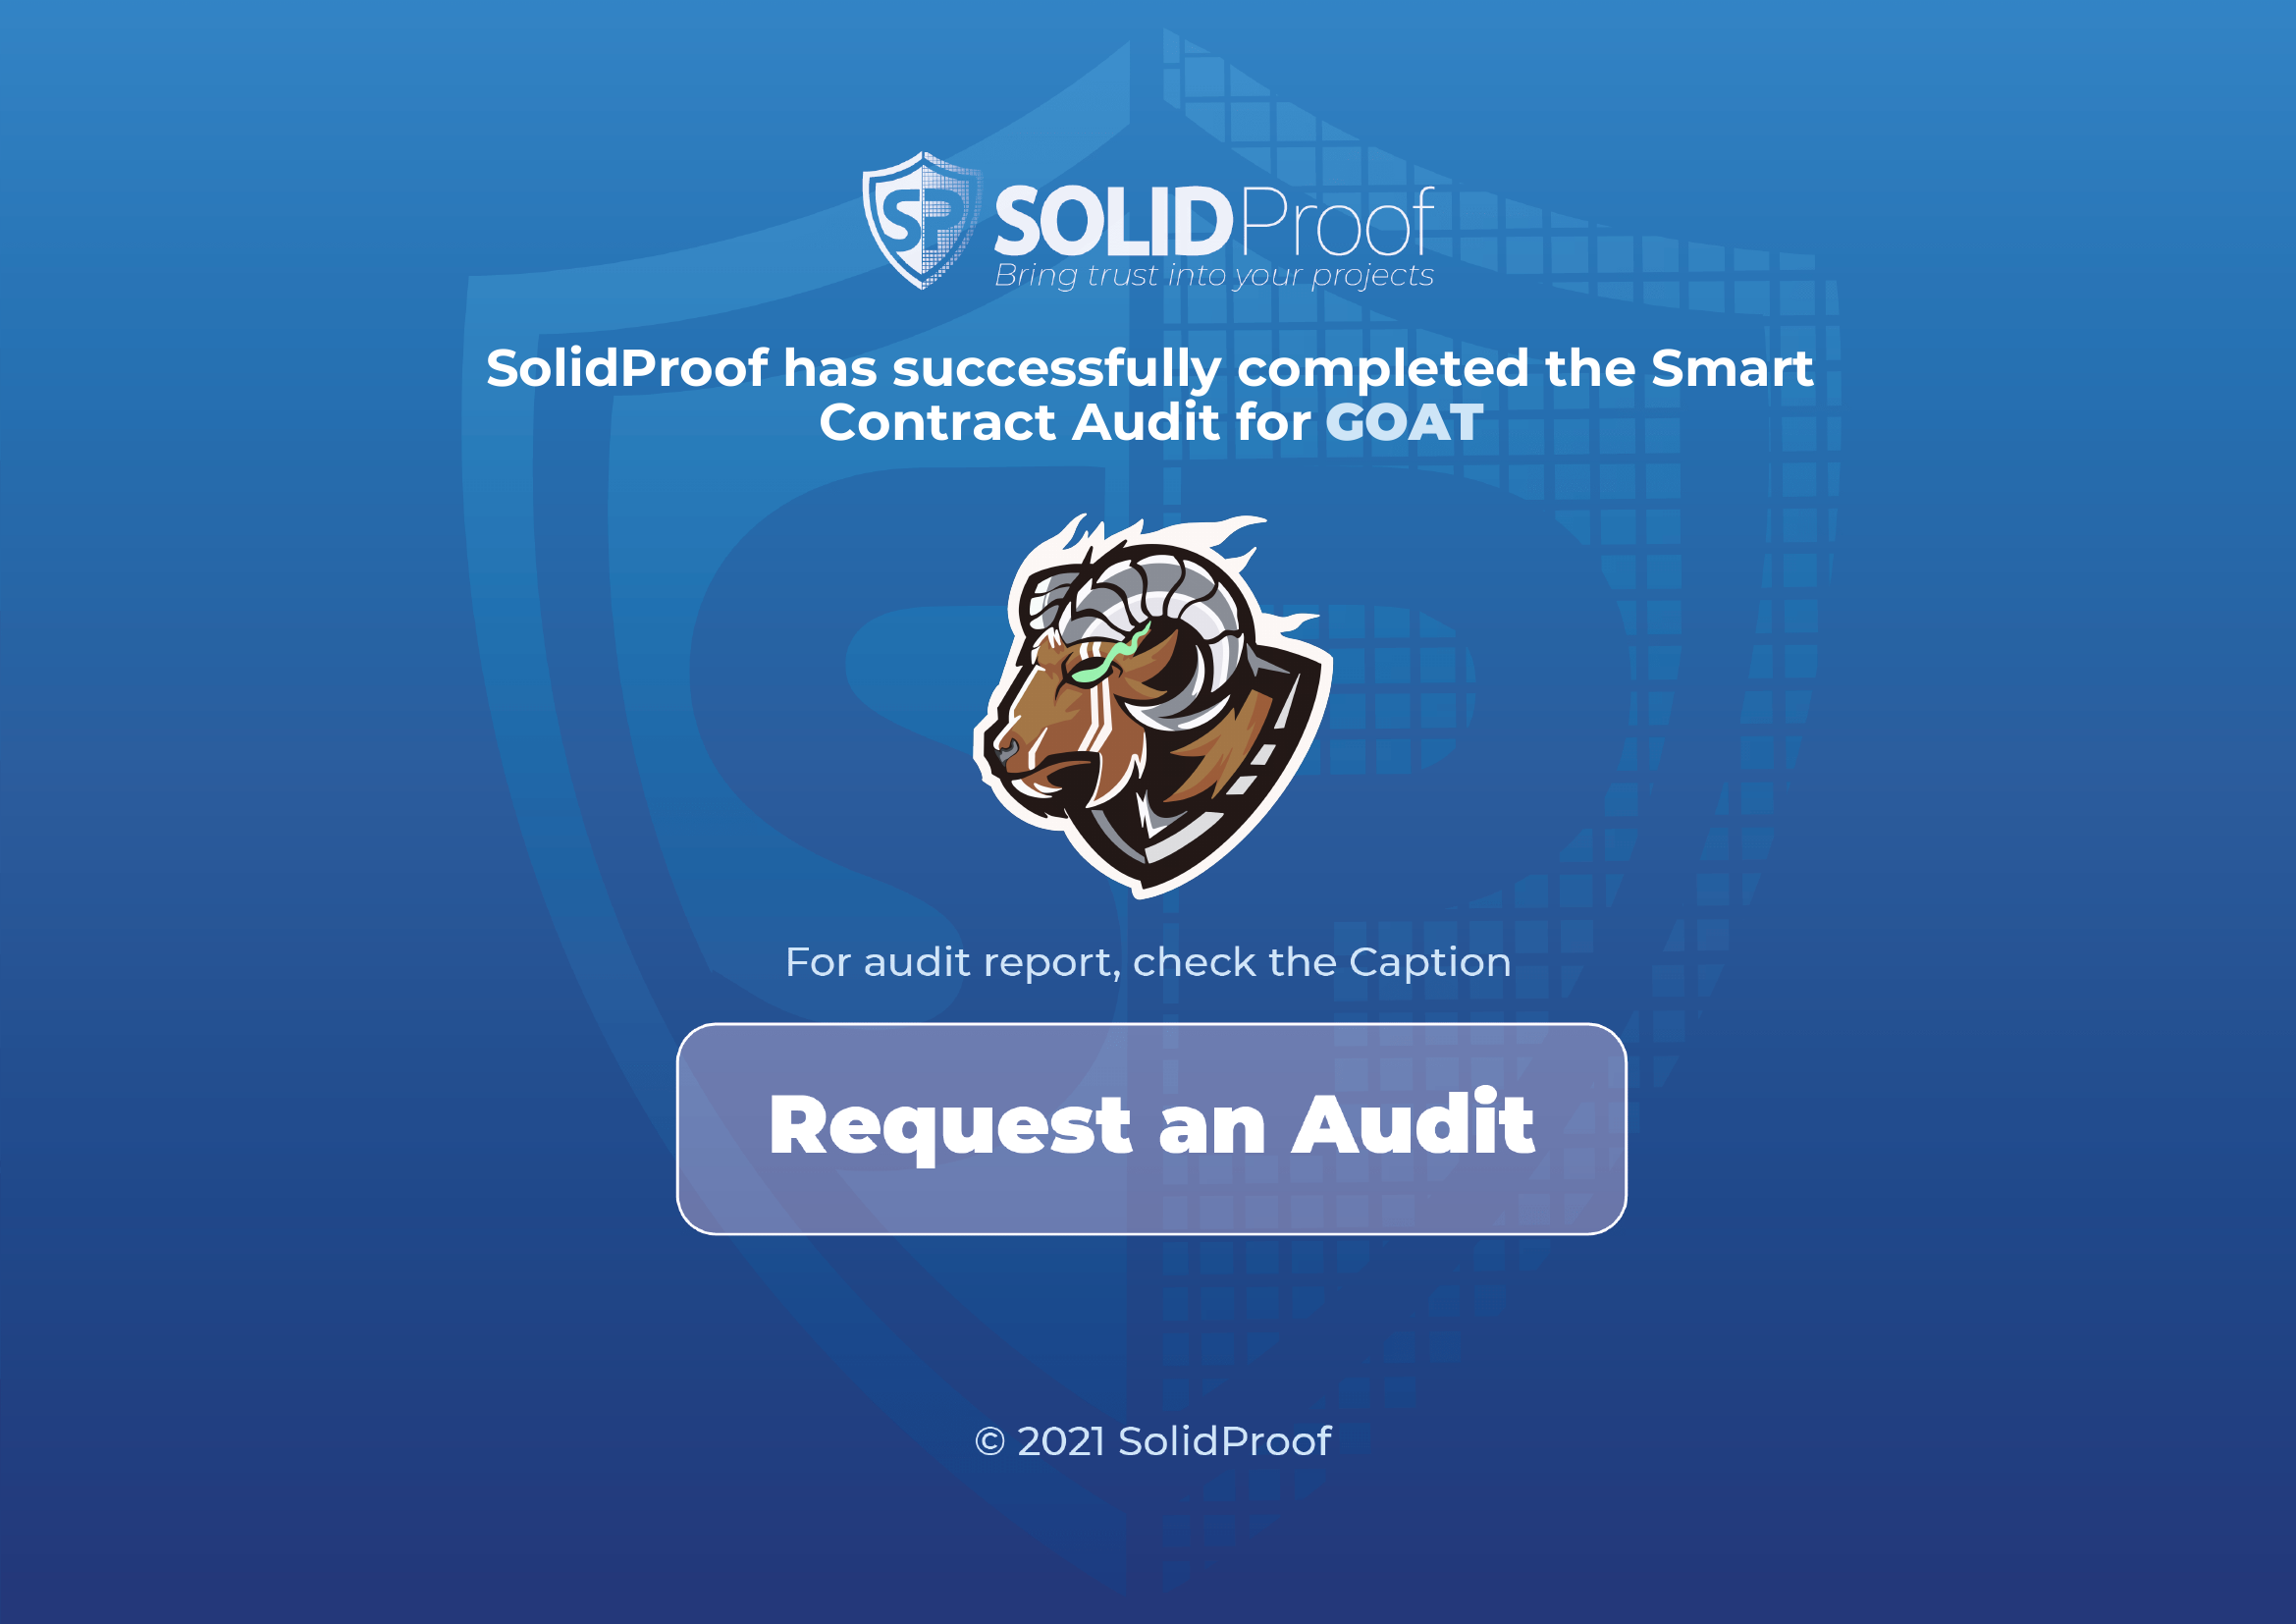 SP SOLIDProof
Bring trust into your projects
SolidProof has successfully completed the Smart
Contract Audit for GOAT
For audit report, check the Caption
Request an Audit
© 2021 SolidProof